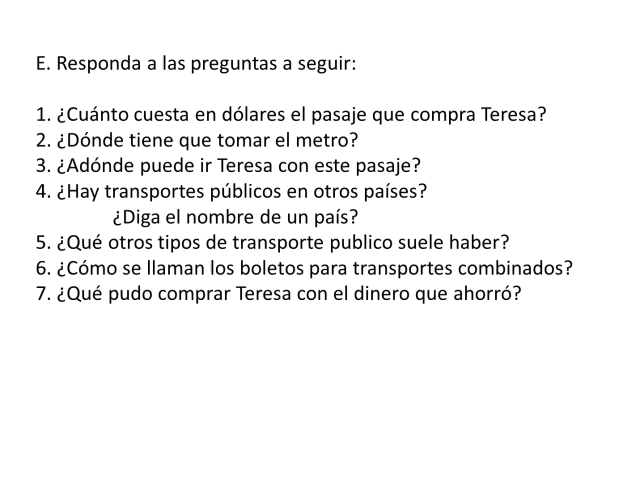 E. Responda a las preguntas a seguir:
1. ¿Cuánto cuesta en dólares el pasaje que compra Teresa?
2. ¿Dónde tiene que tomar el metro?
3. ¿Adónde puede ir Teresa con este pasaje?
4. ¿Hay transportes públicos en otros países?
¿Diga el nombre de un país?
5. ¿Qué otros tipos de transporte publico suele haber?
6. ¿Cómo se llaman los boletos para transportes combinados?
7. ¿Qué pudo comprar Teresa con el dinero que ahorró?